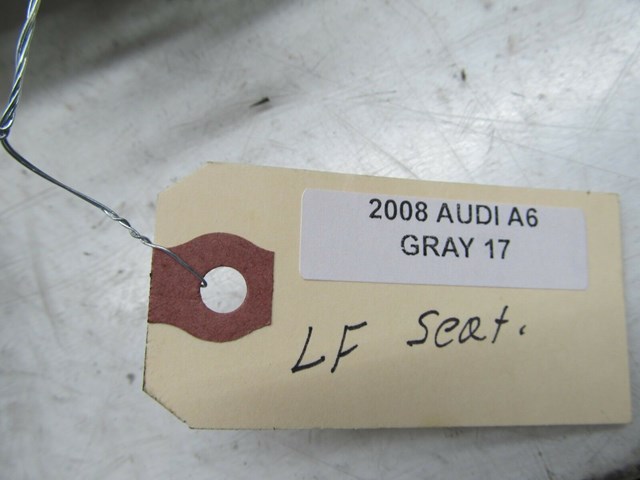 2008 AUDI A6
GRAY 17
LF Seat.